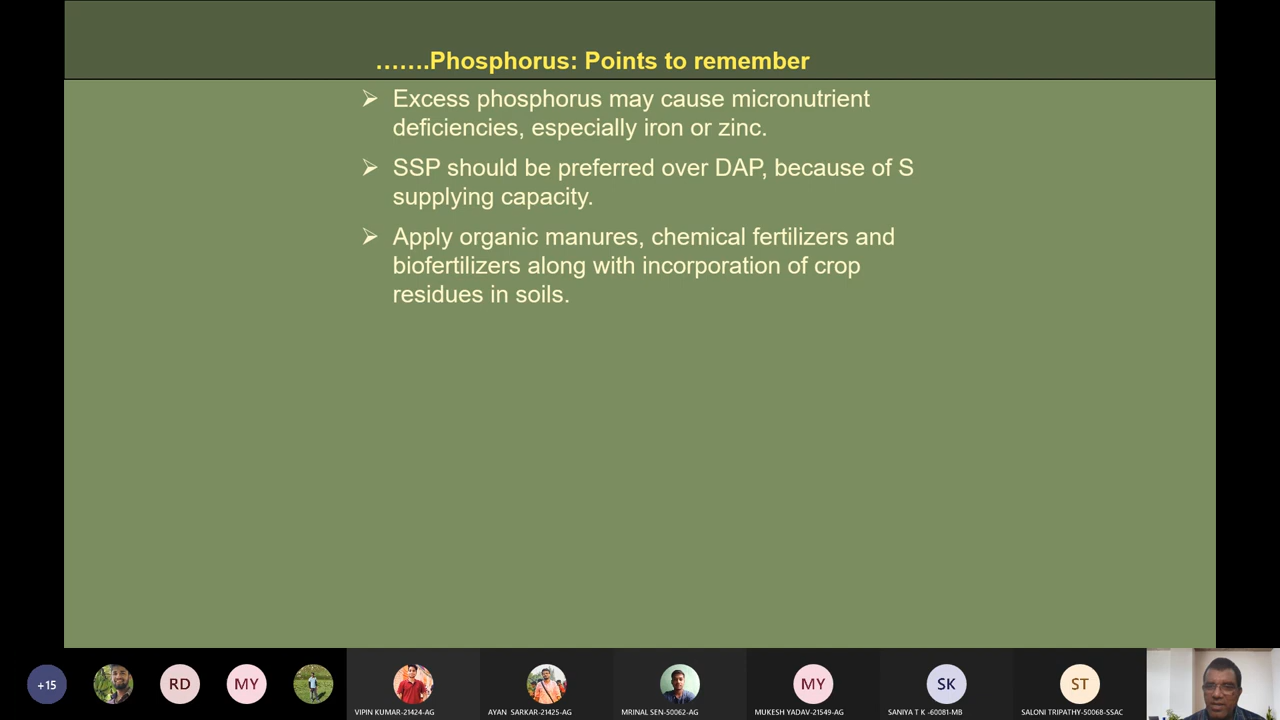 …….Phosphorus: Points to remember
➢ Excess phosphorus may cause micronutrient
deficiencies, especially iron or zinc.
➢ SSP should be preferred over DAP, because of S
supplying capacity.
➢ Apply organic manures, chemical fertilizers and
biofertilizers along with incorporation of crop
residues in soils.
+15
RD
MY
MY
SK
ST
VIPIN KUMAR-21424-AG
AYAN SARKAR-21425-AG
MRINAL SEN-50062-AG
MUKESH YADAV-21549-AG
SANIYA T K -60081-MB
SALONI TRIPATHY-50068-SSAC